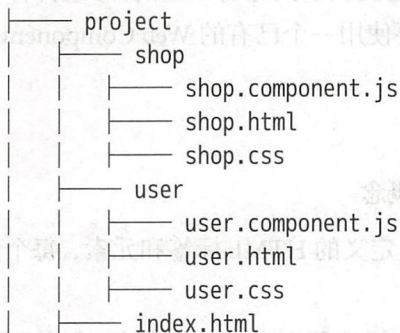 ├── project
│   ├── shop
│   │   ├── shop.component.js
│   │   ├── shop.html
│   │   ├── shop.css
│   ├── user
│   │   ├── user.component.js
│   │   ├── user.html
│   │   ├── user.css
│   ├── index.html